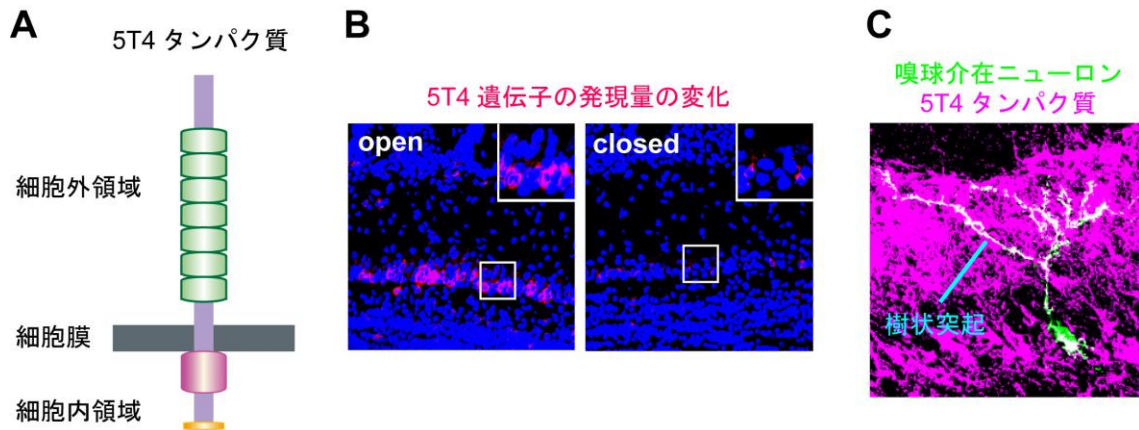 A
5T4 タンパク質
細胞外領域
細胞膜
細胞内領域
B
5T4 遺伝子の発現量の変化
open
closed
C
嗅球介在ニューロン
5T4 タンパク質
樹状突起